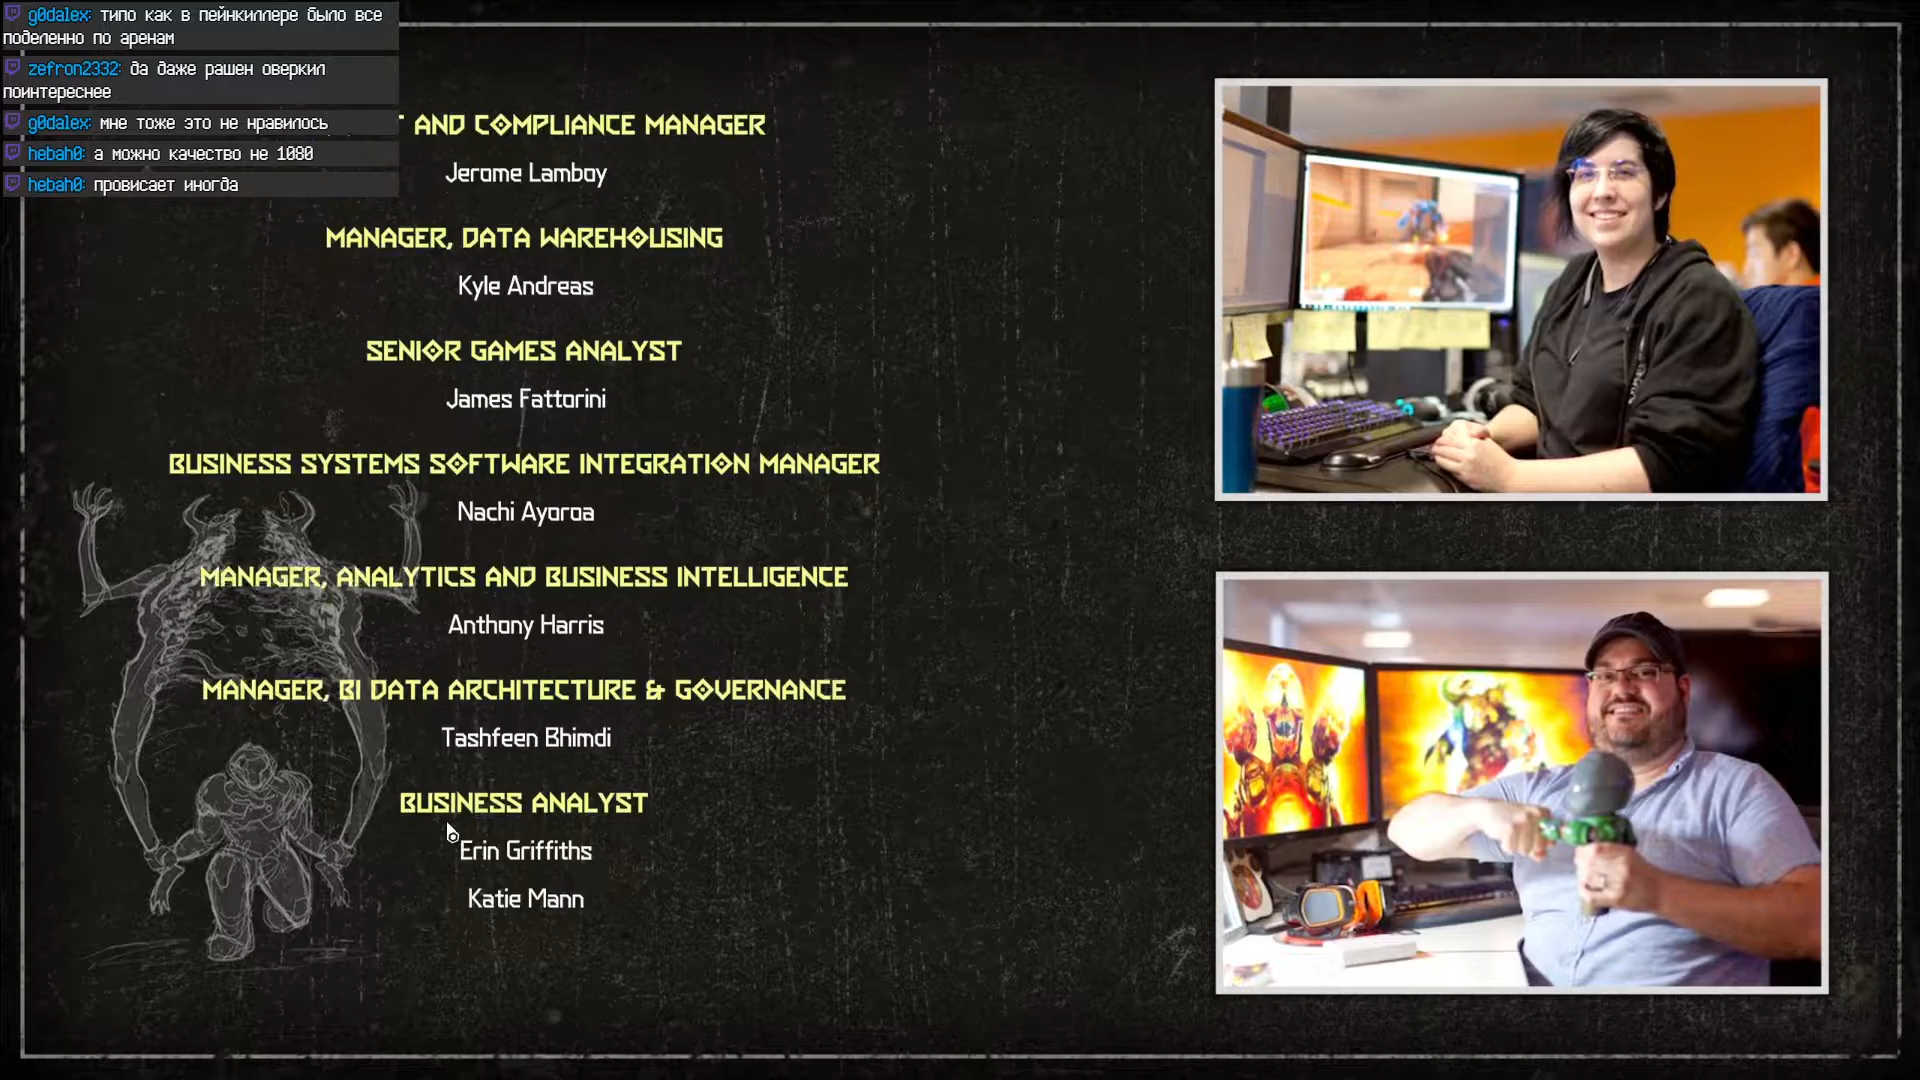 g0dalex: типо как в пейнкиллере было все
поделенно по аренам
zefron2332: да даже рашен оверкил
поинтереснее
g0dalex: мне тоже это не нравилось
hebah0: а можно качество не 1080
hebah0: провисает иногда
AND COMPLIANCE MANAGER
Jerome Lamboy
MANAGER, DATA WAREHOUSING
Kyle Andreas
SENIOR GAMES ANALYST
James Fattorini
BUSINESS SYSTEMS SOFTWARE INTEGRATION MANAGER
Nachi Ayoroa
MANAGER, ANALYTICS AND BUSINESS INTELLIGENCE
Anthony Harris
MANAGER, BI DATA ARCHITECTURE & GOVERNANCE
Tashfeen Bhimdi
BUSINESS ANALYST
Erin Griffiths
Katie Mann